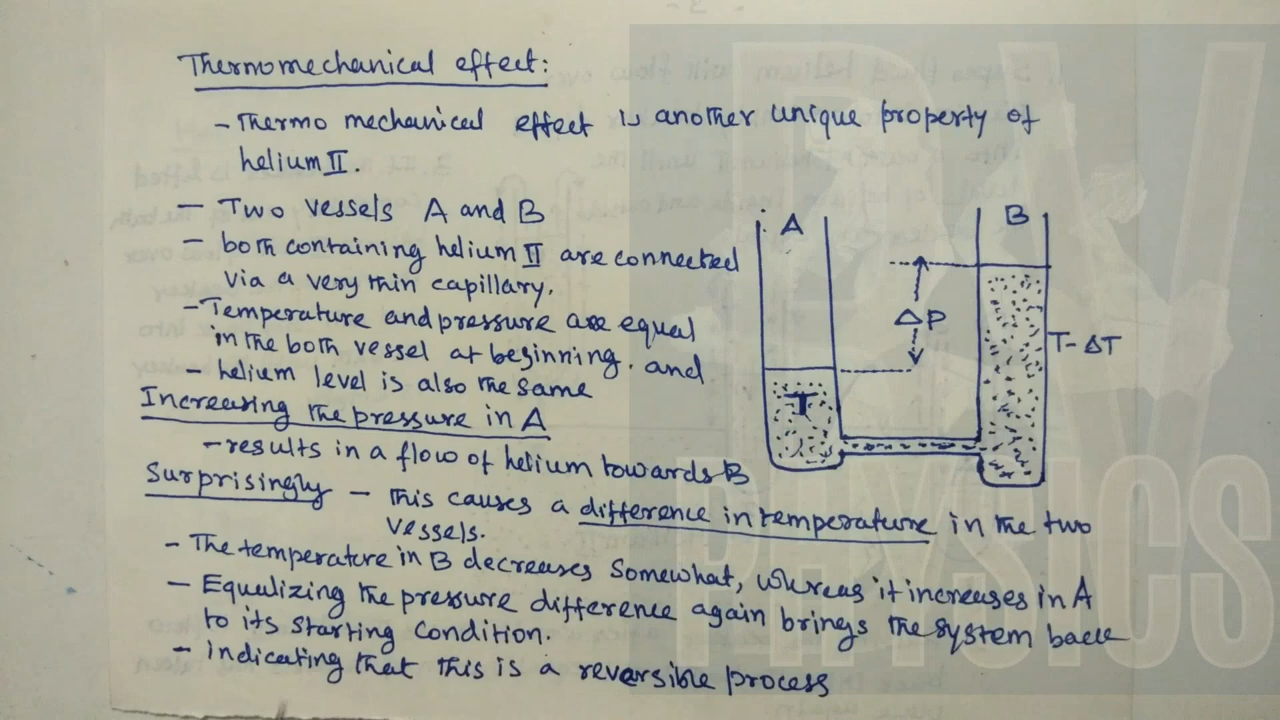 Thermomechanical effect:
- Thermo mechanical effect is another unique property of
helium II.
- Two vessels A and B
- both containing helium II are connected
via a very thin capillary.
- Temperature and pressure are equal
in the both vessel at beginning. and
- helium level is also the same
Increasing the pressure in A
- results in a flow of helium towards B
Surprisingly - this causes a difference in temperature in the two
vessels.
- The temperature in B decreases somewhat, whereas it increases in A
- Equalizing the pressure difference again brings the system back
to its starting condition.
- indicating that this is a reversible process
A
B
ΔP
T - ΔT
T
PHYSICS